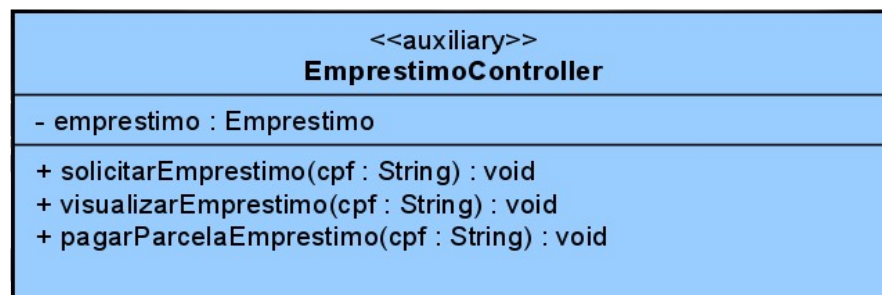 <<auxiliary>>
EmprestimoController
- emprestimo : Emprestimo
+ solicitarEmprestimo(cpf : String) : void
+ visualizarEmprestimo(cpf : String) : void
+ pagarParcelaEmprestimo(cpf : String) : void